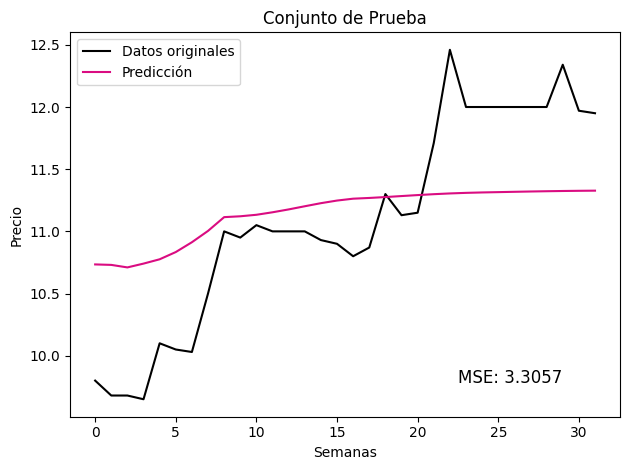 Conjunto de Prueba
Datos originales
Predicción
12.5
12.0
11.5
11.0
10.5
10.0
Precio
MSE: 3.3057
0 5 10 15 20 25 30
Semanas